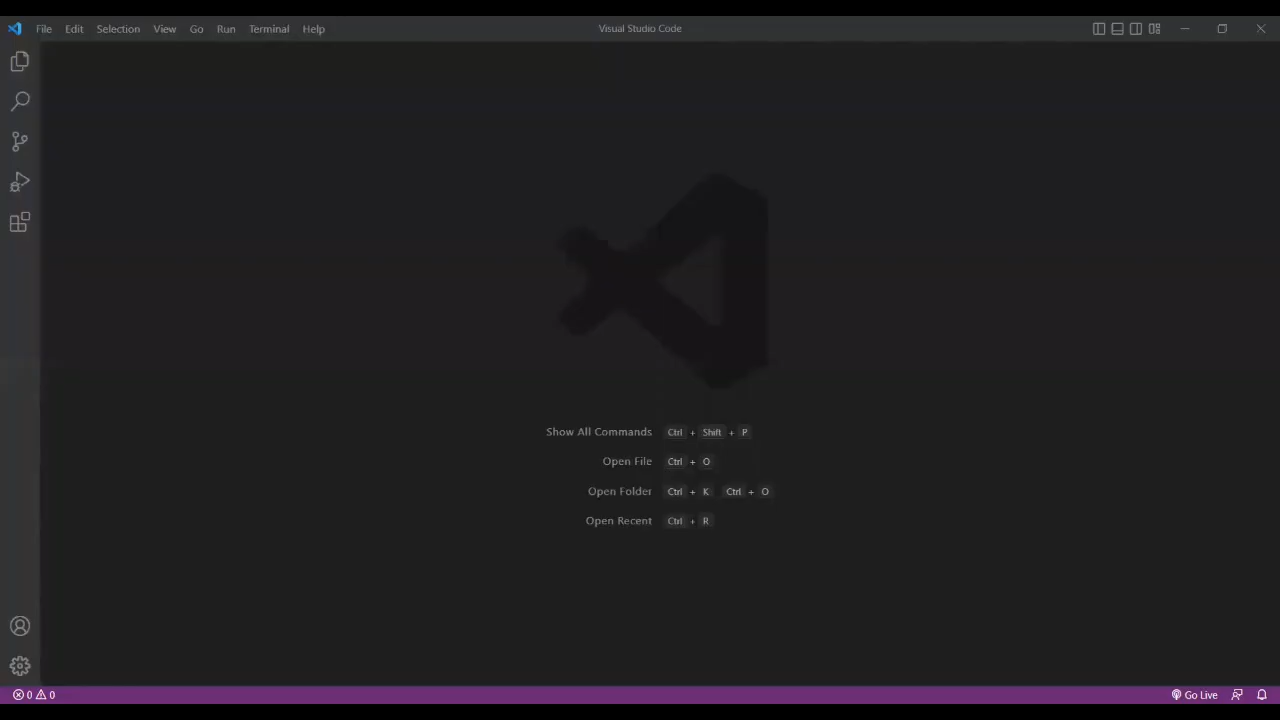 File Edit Selection View Go Run Terminal Help Visual Studio Code
Show All Commands Ctrl + Shift + P
Open File Ctrl + O
Open Folder Ctrl + K Ctrl + O
Open Recent Ctrl + R
0 0 Go Live